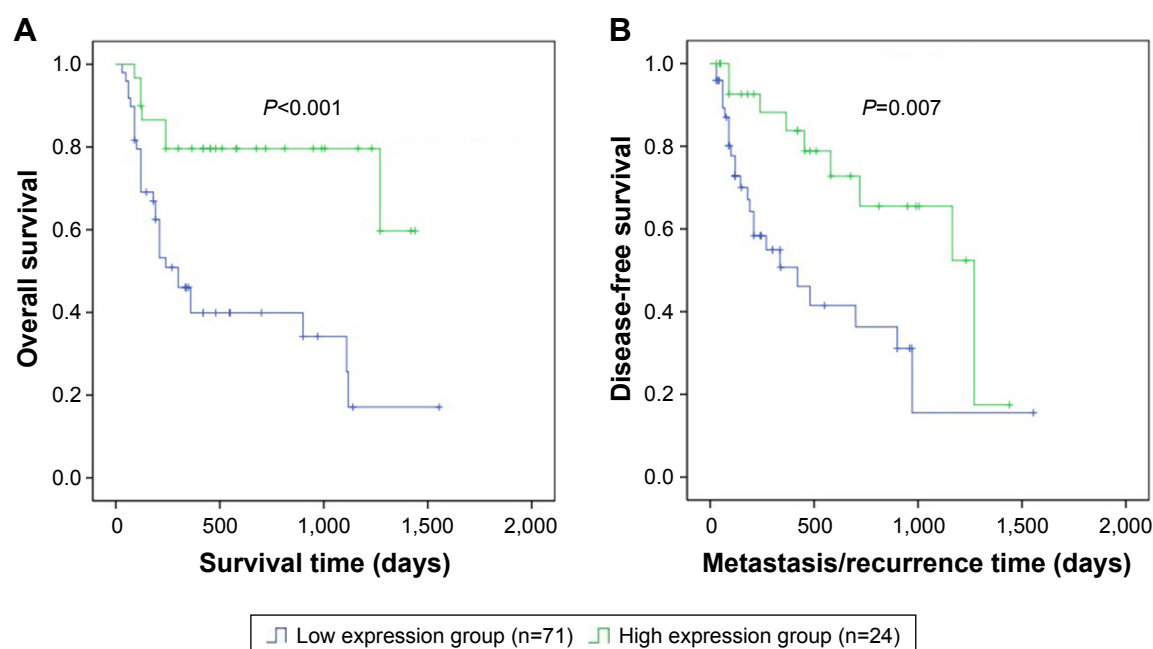 A
B
P<0.001
P=0.007
Overall survival
1.0
0.8
0.6
0.4
0.2
0.0
0 500 1,000 1,500 2,000
Survival time (days)
Disease-free survival
1.0
0.8
0.6
0.4
0.2
0.0
0 500 1,000 1,500 2,000
Metastasis/recurrence time (days)
Low expression group (n=71) High expression group (n=24)